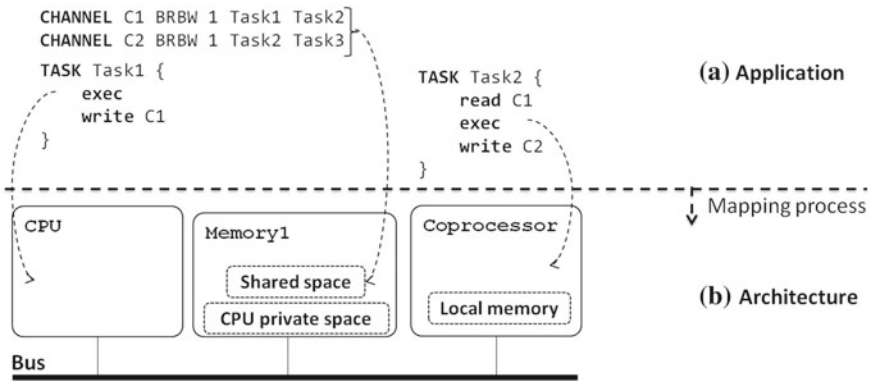 CHANNEL C1 BRBW 1 Task1 Task2
CHANNEL C2 BRBW 1 Task2 Task3
TASK Task1 {
exec
write C1
}
TASK Task2 {
read C1
exec
write C2
}
(a) Application
Mapping process
CPU
Memory1
Shared space
CPU private space
Coprocessor
Local memory
(b) Architecture
Bus